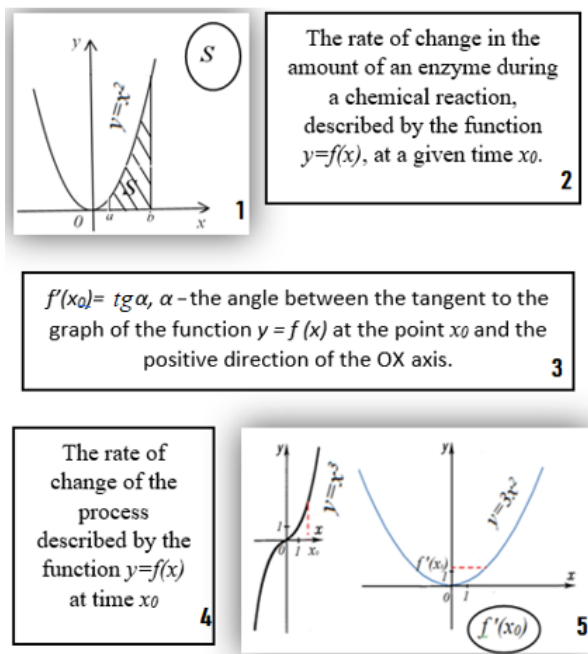 y
S
y=x²
S
0 a b x
1
The rate of change in the
amount of an enzyme during
a chemical reaction,
described by the function
y=f(x), at a given time x0.
2
f'(x0)= tgα, α – the angle between the tangent to the
graph of the function y = f (x) at the point x0 and the
positive direction of the OX axis.
3
The rate of
change of the
process
described by the
function y=f(x)
at time x0
4
y
y=x³
1
x
0 1 x₀
y
y=3x²
f'(x₀)
1
x
0 1
f'(x₀)
5